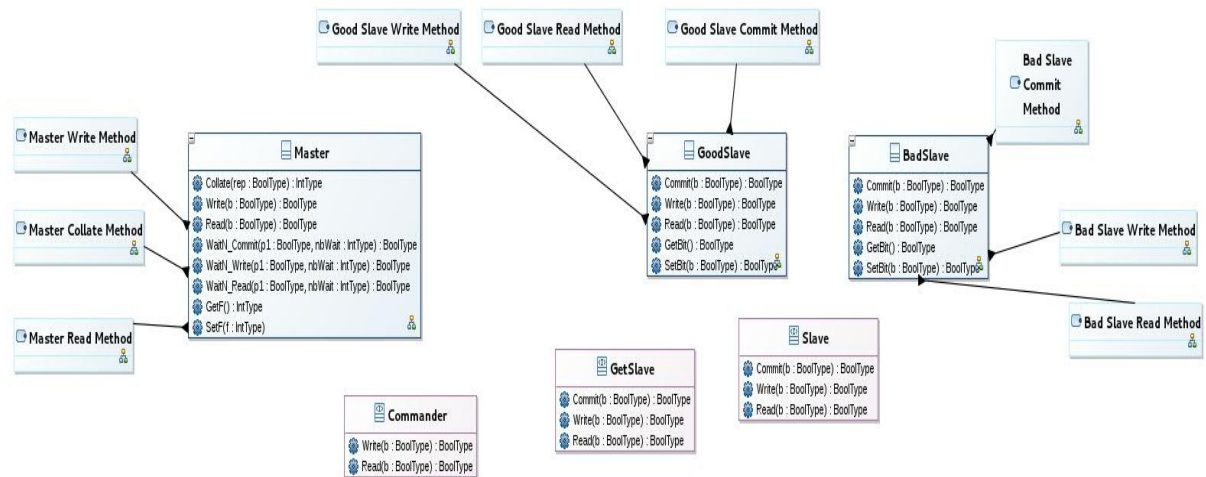 Good Slave Write Method
Good Slave Read Method
Good Slave Commit Method
Bad Slave
Commit
Method
Master Write Method
Master Collate Method
Master Read Method
Master
Collate(rep : BoolType) : IntType
Write(b : BoolType) : BoolType
Read(b : BoolType) : BoolType
WaitN_Commit(p1 : BoolType, nbWait : IntType) : BoolType
WaitN_Write(p1 : BoolType, nbWait : IntType) : BoolType
WaitN_Read(p1 : BoolType, nbWait : IntType) : BoolType
GetF() : IntType
SetF(f : IntType)
GoodSlave
Commit(b : BoolType) : BoolType
Write(b : BoolType) : BoolType
Read(b : BoolType) : BoolType
GetBit() : BoolType
SetBit(b : BoolType) : BoolType
BadSlave
Commit(b : BoolType) : BoolType
Write(b : BoolType) : BoolType
Read(b : BoolType) : BoolType
GetBit() : BoolType
SetBit(b : BoolType) : BoolType
Bad Slave Write Method
Bad Slave Read Method
Commander
Write(b : BoolType) : BoolType
Read(b : BoolType) : BoolType
GetSlave
Commit(b : BoolType) : BoolType
Write(b : BoolType) : BoolType
Read(b : BoolType) : BoolType
Slave
Commit(b : BoolType) : BoolType
Write(b : BoolType) : BoolType
Read(b : BoolType) : BoolType